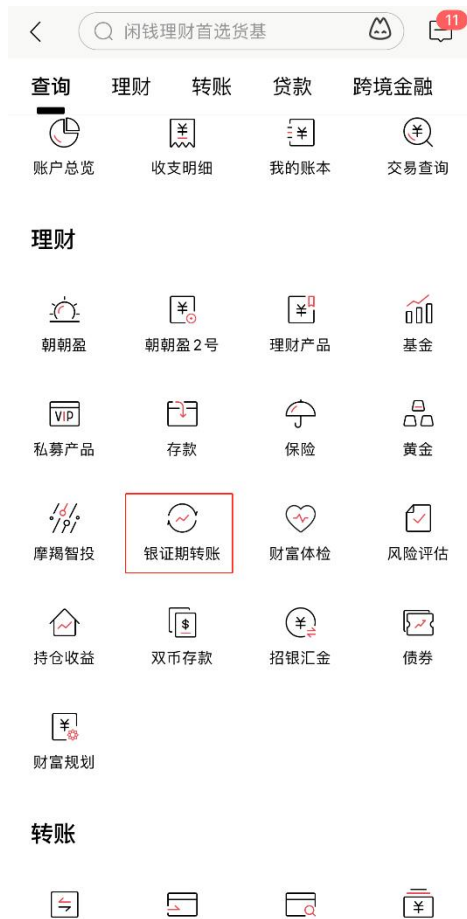 闲钱理财首选货基
11
查询 理财 转账 贷款 跨境金融
账户总览 收支明细 我的账本 交易查询
理财
朝朝盈 朝朝盈2号 理财产品 基金
VIP
私募产品 存款 保险 黄金
摩羯智投 银证期转账 财富体检 风险评估
$
持仓收益 双币存款 招银汇金 债券
财富规划
转账